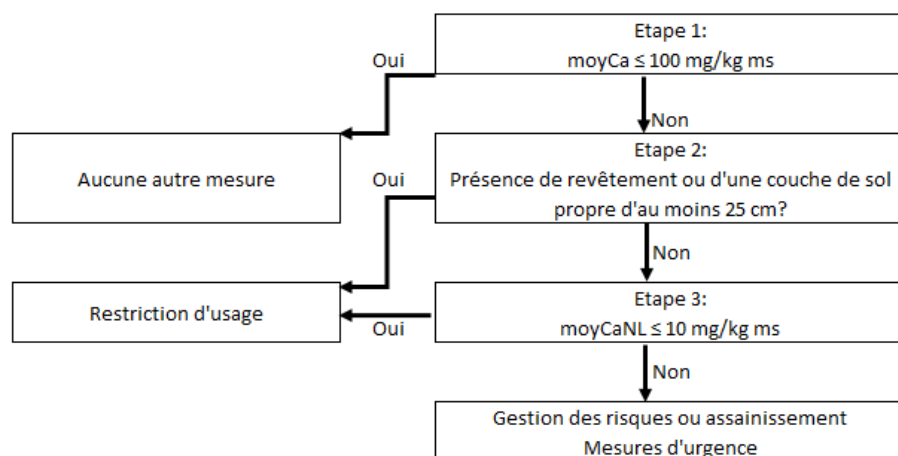 Etape 1:
moyCa ≤ 100 mg/kg ms
Oui
Non
Aucune autre mesure
Etape 2:
Présence de revêtement ou d'une couche de sol
propre d'au moins 25 cm?
Oui
Non
Restriction d'usage
Etape 3:
moyCaNL ≤ 10 mg/kg ms
Oui
Non
Gestion des risques ou assainissement
Mesures d'urgence